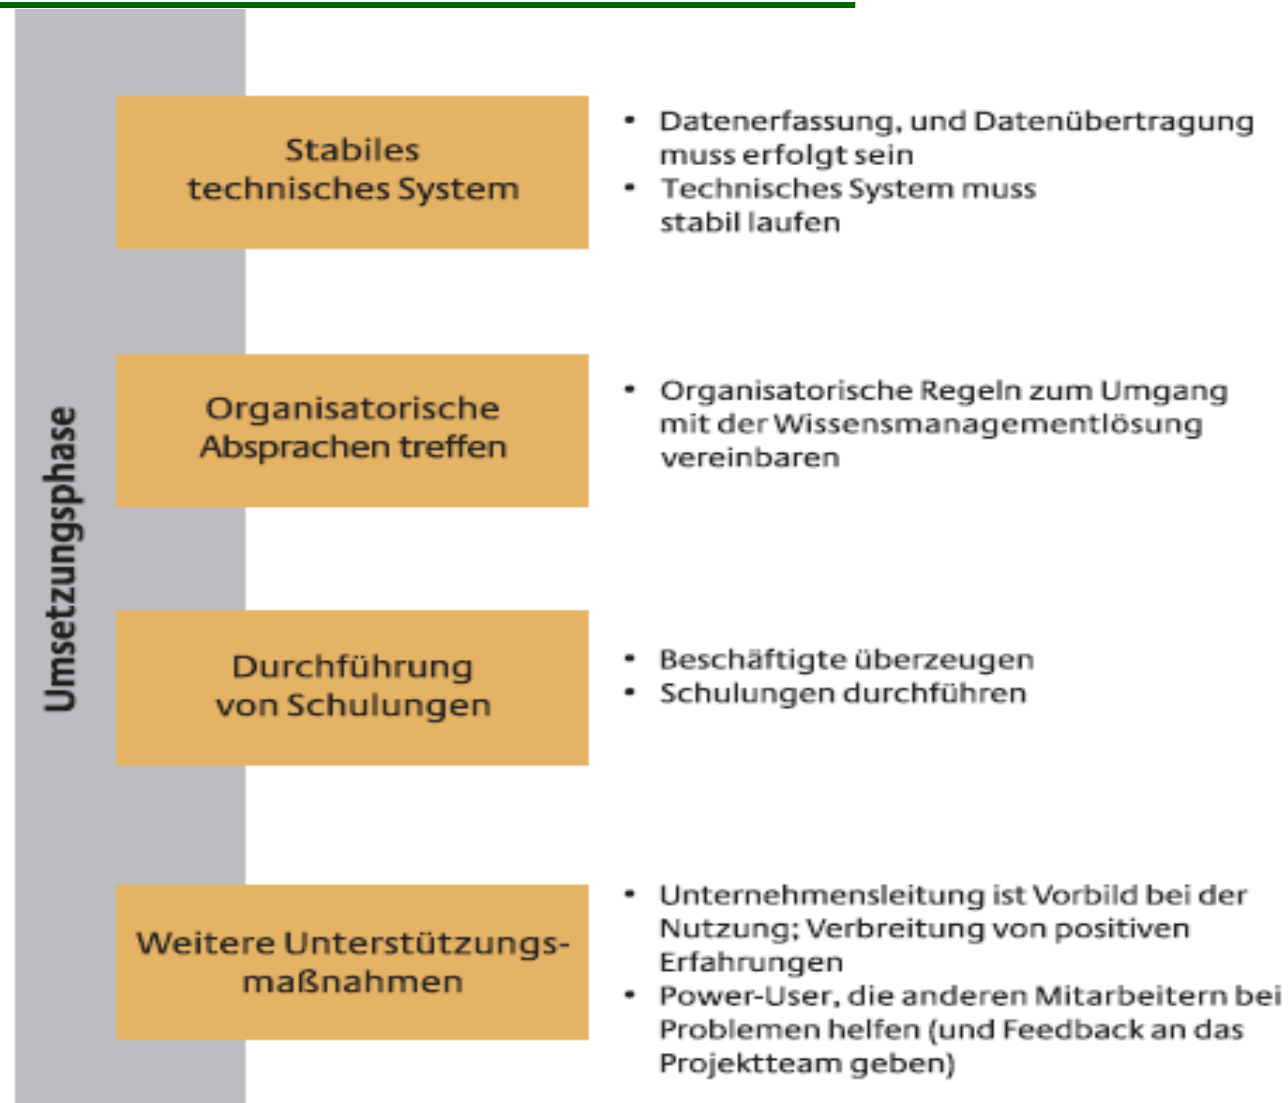 Umsetzungsphase
Stabiles
technisches System
• Datenerfassung, und Datenübertragung
muss erfolgt sein
• Technisches System muss
stabil laufen
Organisatorische
Absprachen treffen
• Organisatorische Regeln zum Umgang
mit der Wissensmanagementlösung
vereinbaren
Durchführung
von Schulungen
• Beschäftigte überzeugen
• Schulungen durchführen
Weitere Unterstützungs-
maßnahmen
• Unternehmensleitung ist Vorbild bei der
Nutzung; Verbreitung von positiven
Erfahrungen
• Power-User, die anderen Mitarbeitern bei
Problemen helfen (und Feedback an das
Projektteam geben)